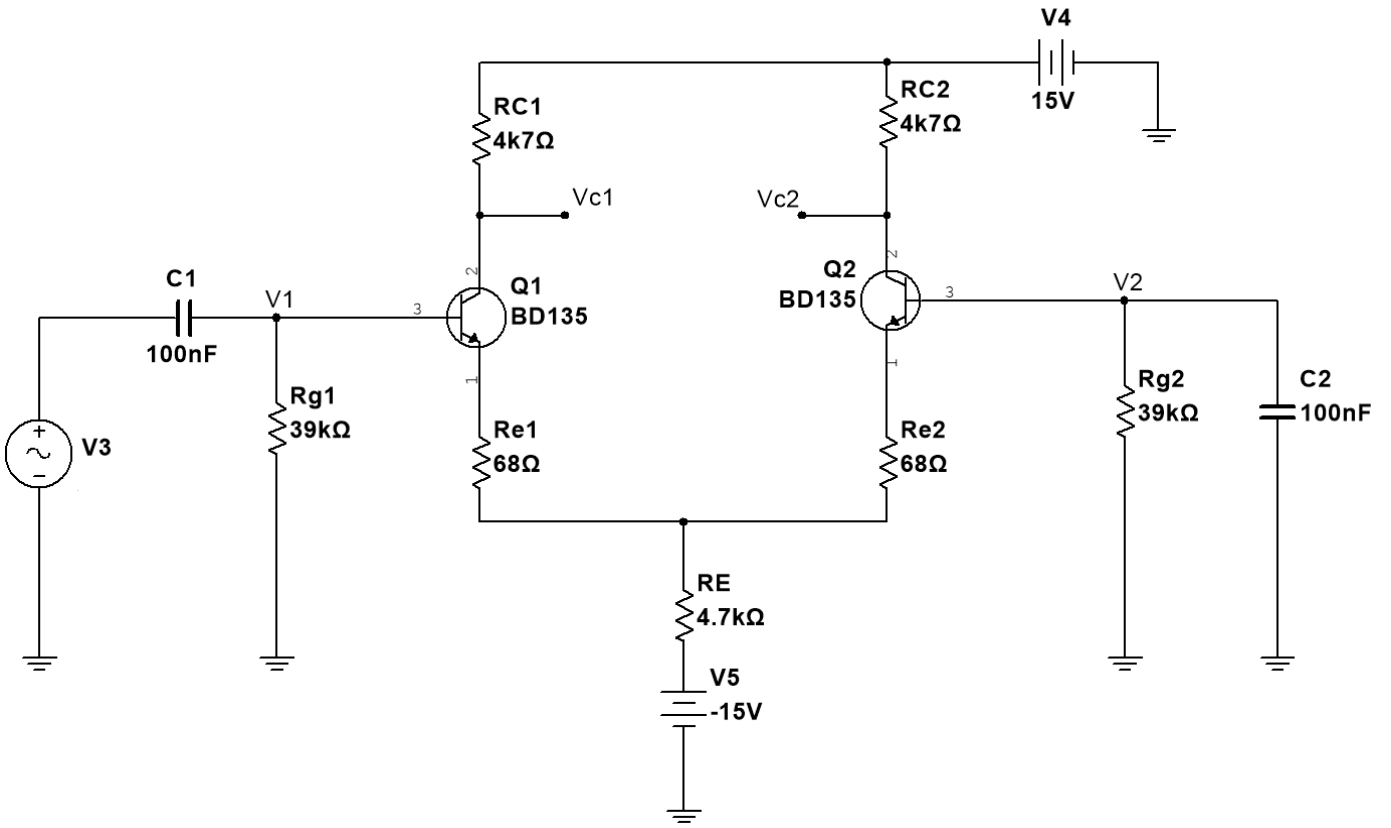 V4
15V
RC1
4k7Ω
RC2
4k7Ω
Vc1
Vc2
C1
100nF
V1
3
2
Q1
BD135
1
Q2
BD135
2
3
1
V2
Rg1
39kΩ
V3
Re1
68Ω
Re2
68Ω
Rg2
39kΩ
C2
100nF
RE
4.7kΩ
V5
-15V